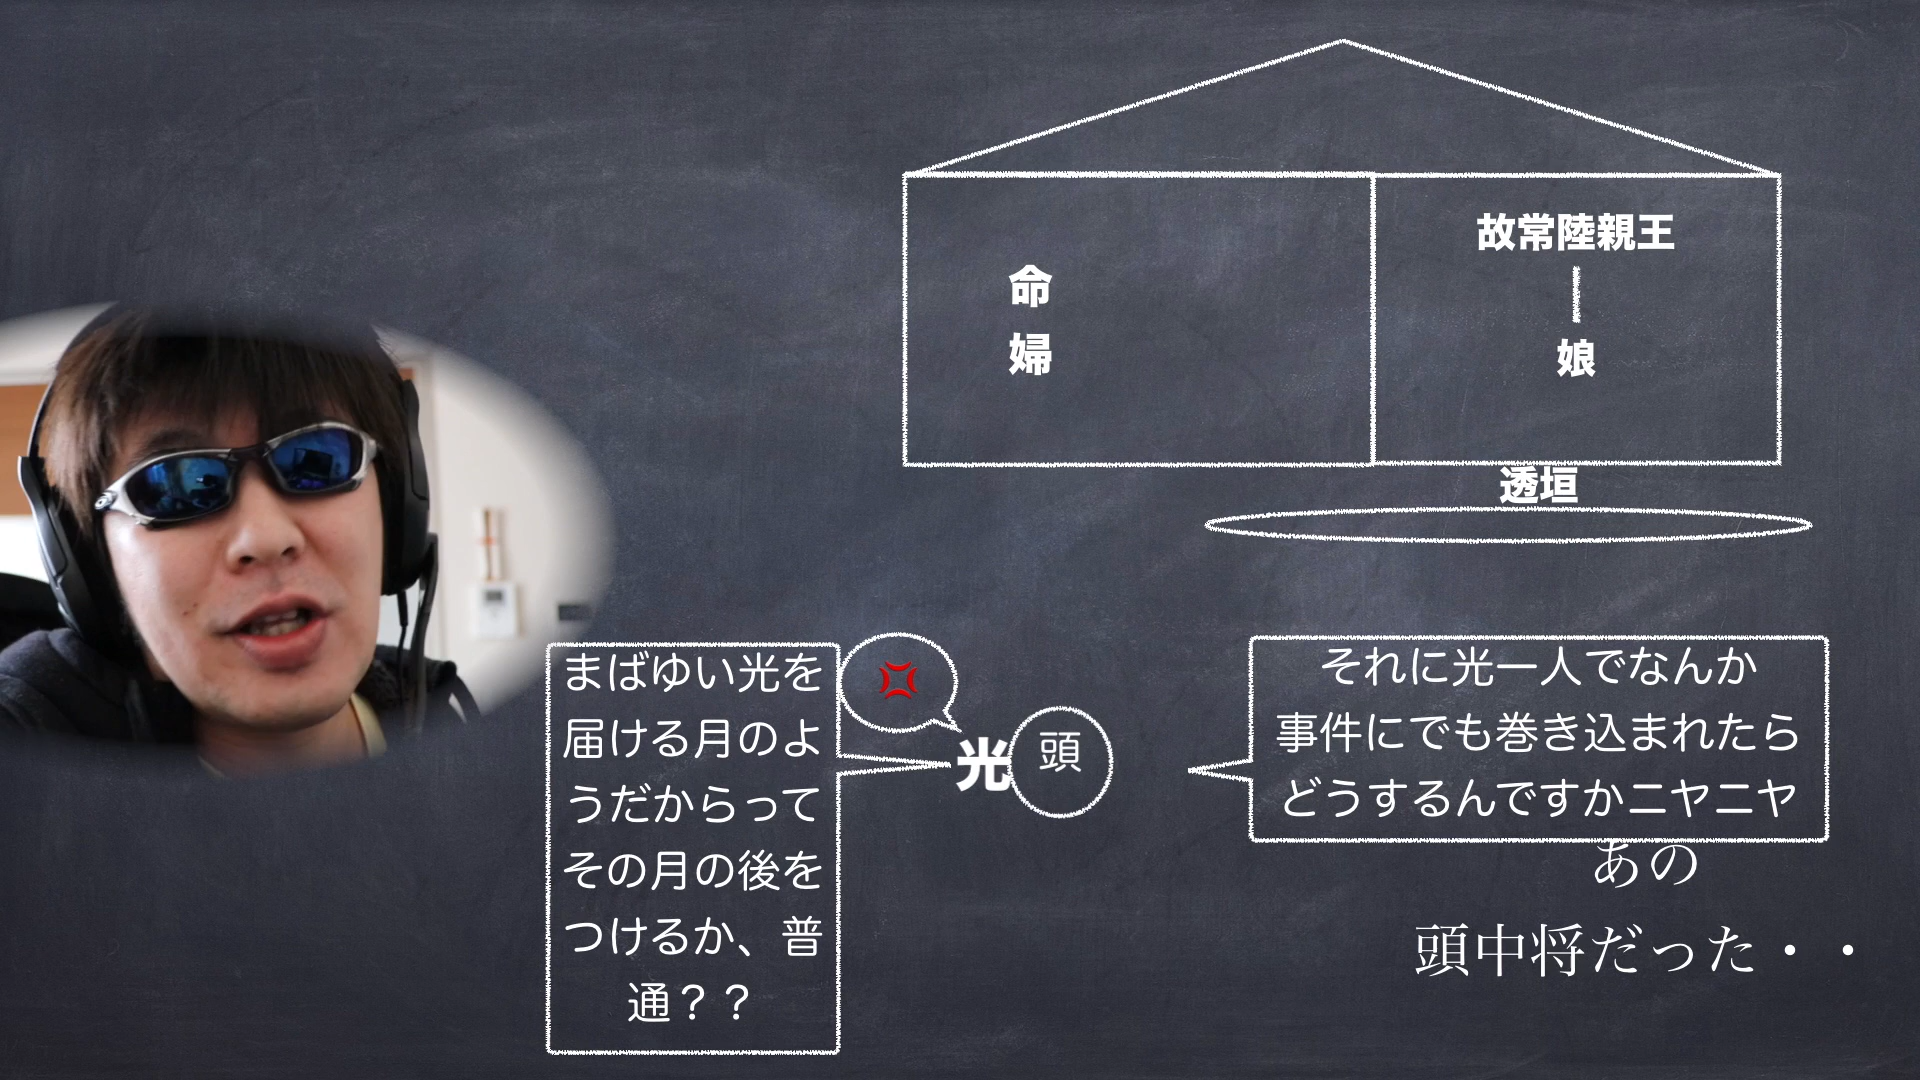 故常陸親王
命
婦
娘
透垣
まばゆい光を
届ける月のよ
うだからって
その月の後を
つけるか、普
通？？
光
頭
それに光一人でなんか
事件にでも巻き込まれたら
どうするんですかニヤニヤ
あの
頭中将だった・・